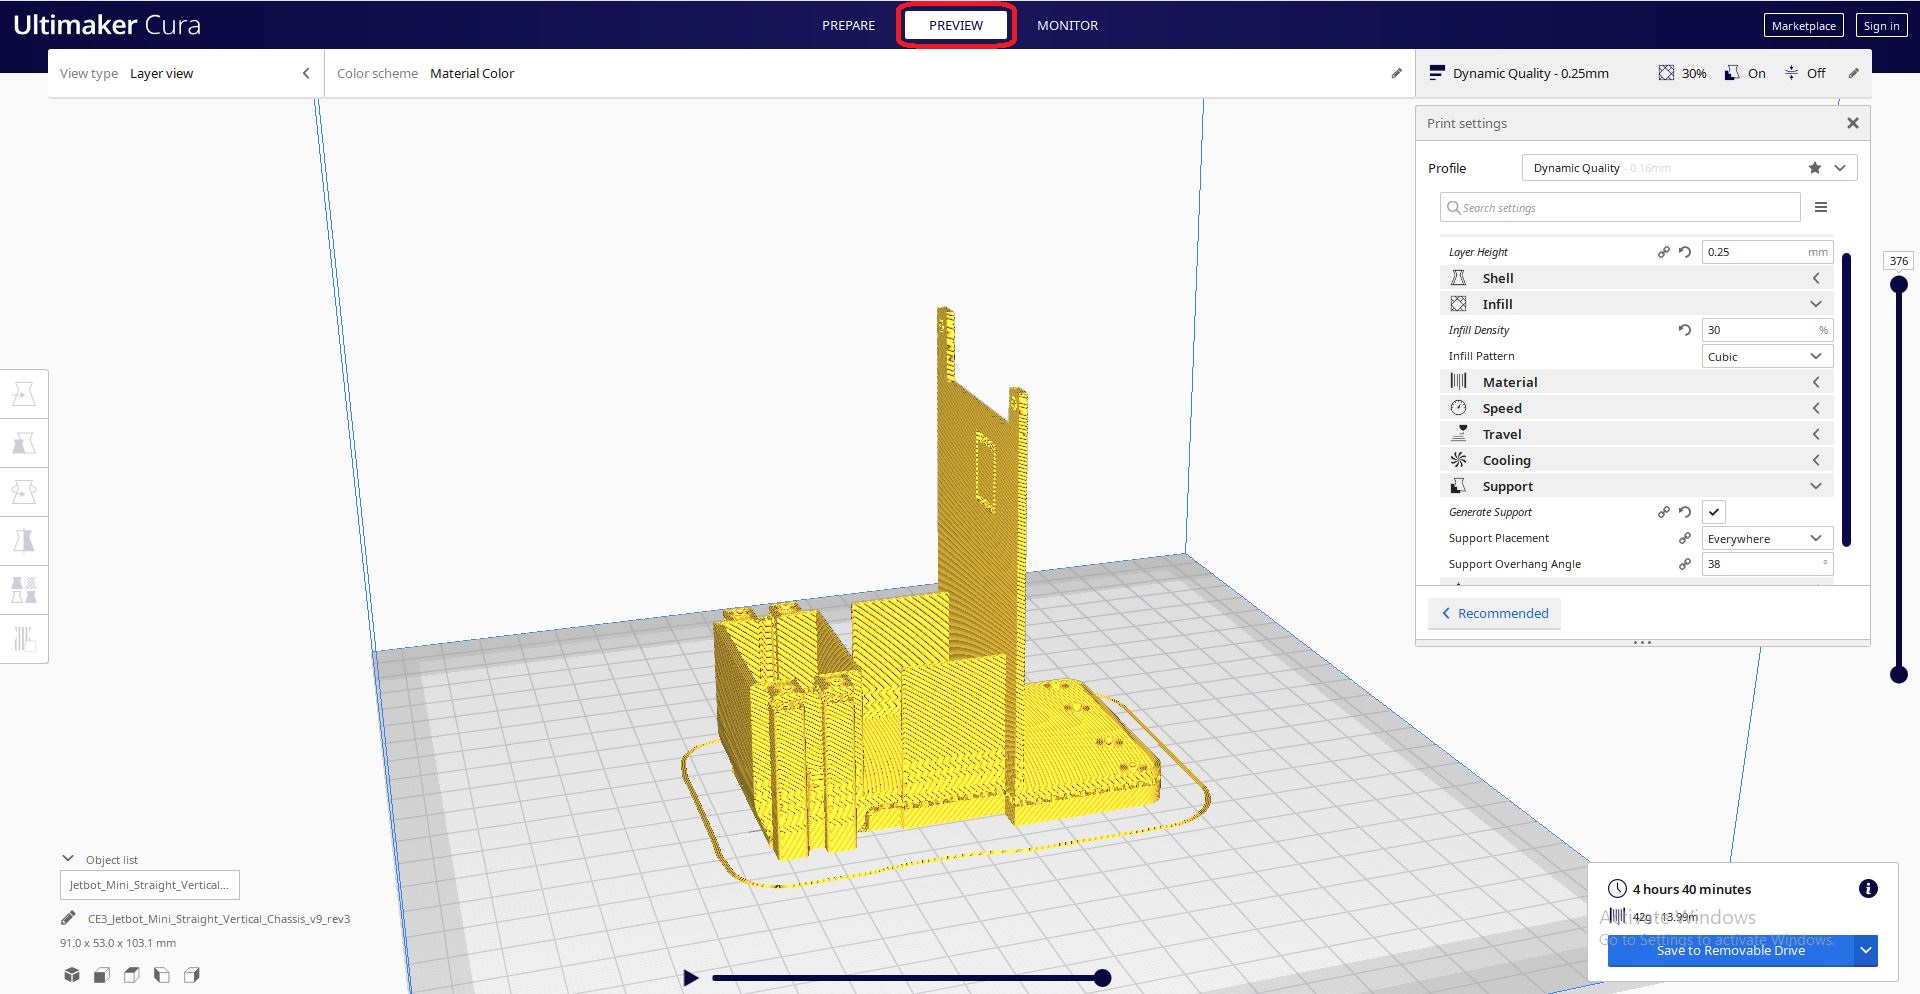 Ultimaker Cura
PREPARE
PREVIEW
MONITOR
Marketplace
Sign in
View type Layer view
Color scheme Material Color
Dynamic Quality - 0.25mm
30%
On
Off
Print settings
Profile
Dynamic Quality - 0.16mm
Search settings
Layer Height 0.25 mm
Shell
Infill
Infill Density 30 %
Infill Pattern Cubic
Material
Speed
Travel
Cooling
Support
Generate Support
Support Placement Everywhere
Support Overhang Angle 38 °
Recommended
376
Object list
Jetbot_Mini_Straight_Vertical...
CE3_Jetbot_Mini_Straight_Vertical_Chassis_v9_rev3
91.0 x 53.0 x 103.1 mm
4 hours 40 minutes
42g · 13.99m
Activate Windows
Go to Settings to activate Windows.
Save to Removable Drive